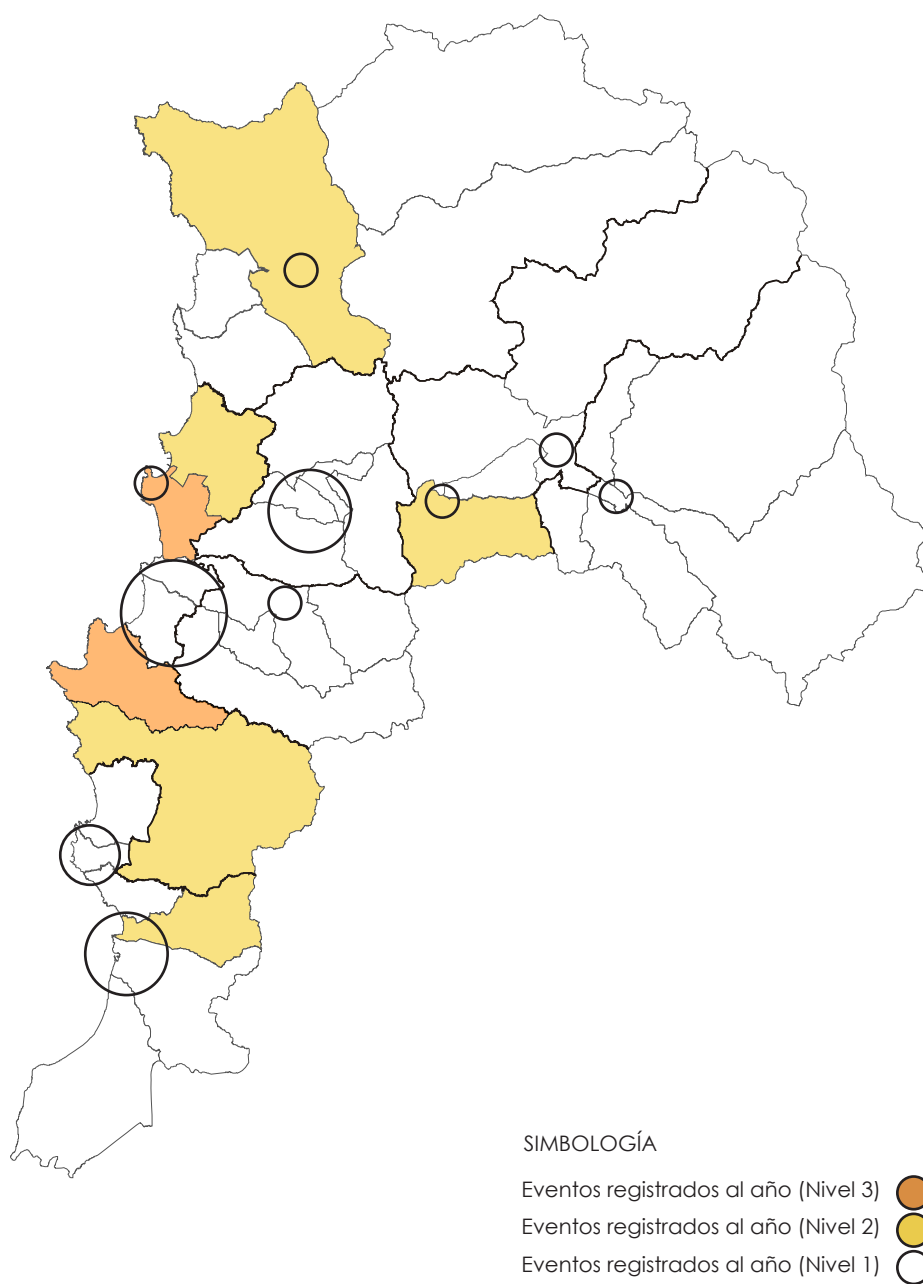 SIMBOLOGÍA
Eventos registrados al año (Nivel 3)
Eventos registrados al año (Nivel 2)
Eventos registrados al año (Nivel 1)